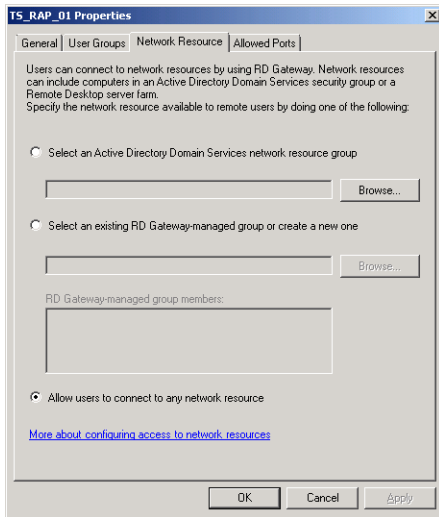 TS_RAP_01 Properties
General User Groups Network Resource Allowed Ports
Users can connect to network resources by using RD Gateway. Network resources
can include computers in an Active Directory Domain Services security group or a
Remote Desktop server farm.
Specify the network resource available to remote users by doing one of the following:
Select an Active Directory Domain Services network resource group
Browse...
Select an existing RD Gateway-managed group or create a new one
Browse...
RD Gateway-managed group members:
Allow users to connect to any network resource
More about configuring access to network resources
OK Cancel Apply